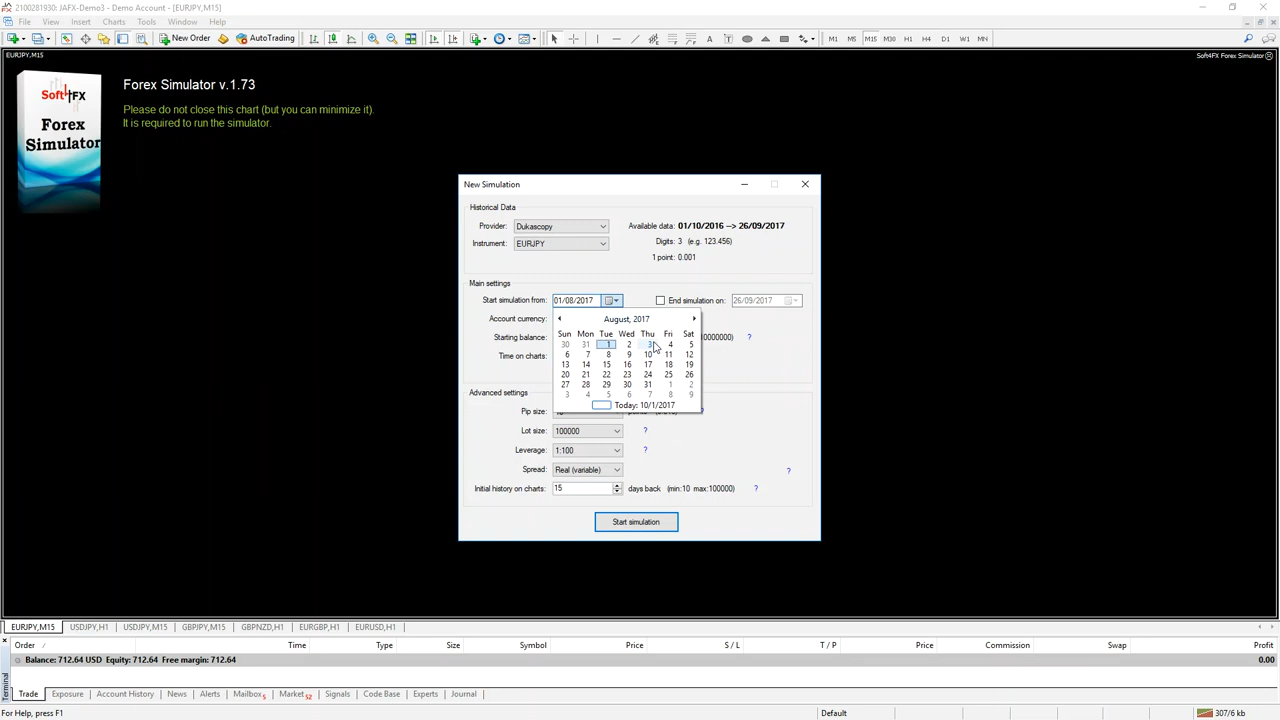 2100281930: JAFX-Demo3 - Demo Account - [EURJPY,M15]
File View Insert Charts Tools Window Help
New Order AutoTrading M1 M5 M15 M30 H1 H4 D1 W1 MN
EURJPY,M15 Soft4FX Forex Simulator
Soft4FX
Forex
Simulator
Forex Simulator v.1.73
Please do not close this chart (but you can minimize it).
It is required to run the simulator.
New Simulation
Historical Data
Provider: Dukascopy Available data: 01/10/2016 --> 26/09/2017
Digits: 3 (e.g. 123.456)
Instrument: EURJPY
1 point: 0.001
Main settings
Start simulation from: 01/08/2017 End simulation on: 26/09/2017
Account currency:
Starting balance: 10000000) ?
Time on charts:
August, 2017
Sun Mon Tue Wed Thu Fri Sat
30 31 1 2 3 4 5
6 7 8 9 10 11 12
13 14 15 16 17 18 19
20 21 22 23 24 25 26
27 28 29 30 31 1 2
3 4 5 6 7 8 9
Today: 10/1/2017
Advanced settings
Pip size: ?
Lot size: 100000 ?
Leverage: 1:100 ?
Spread: Real (variable) ?
Initial history on charts: 15 days back (min:10 max:100000) ?
Start simulation
EURJPY,M15 USDJPY,H1 USDJPY,M15 GBPJPY,M15 GBPNZD,H1 EURGBP,H1 EURUSD,H1
Order / Time Type Size Symbol Price S / L T / P Price Commission Swap Profit
Balance: 712.64 USD Equity: 712.64 Free margin: 712.64 0.00
Terminal
Trade Exposure Account History News Alerts Mailbox5 Market52 Signals Code Base Experts Journal
For Help, press F1 Default 307/6 kb